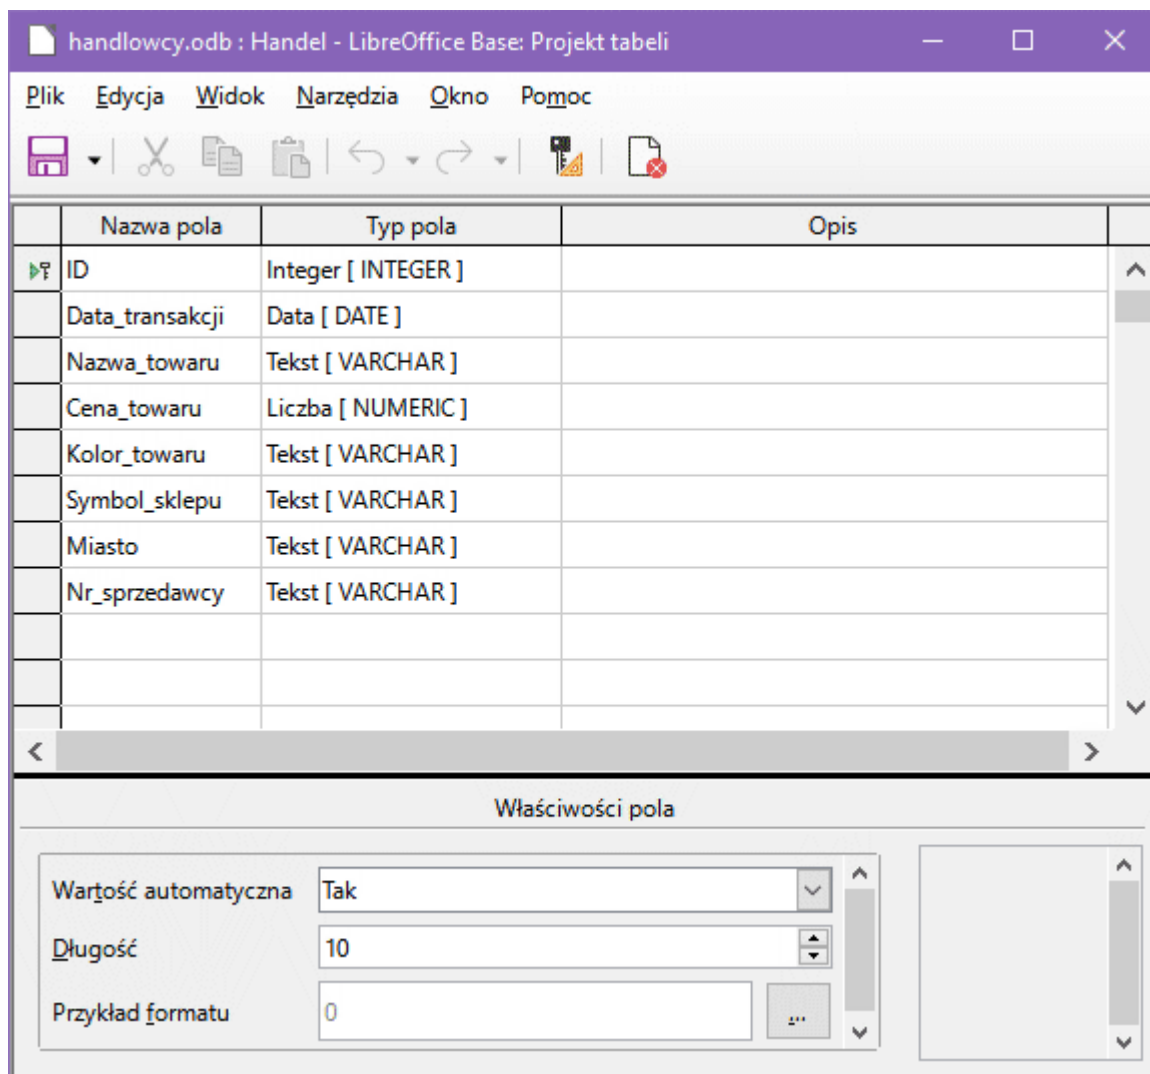 handlowcy.odb : Handel - LibreOffice Base: Projekt tabeli
Plik Edycja Widok Narzędzia Okno Pomoc
Nazwa pola Typ pola Opis
ID Integer [ INTEGER ]
Data_transakcji Data [ DATE ]
Nazwa_towaru Tekst [ VARCHAR ]
Cena_towaru Liczba [ NUMERIC ]
Kolor_towaru Tekst [ VARCHAR ]
Symbol_sklepu Tekst [ VARCHAR ]
Miasto Tekst [ VARCHAR ]
Nr_sprzedawcy Tekst [ VARCHAR ]
Właściwości pola
Wartość automatyczna Tak
Długość 10
Przykład formatu 0 ...